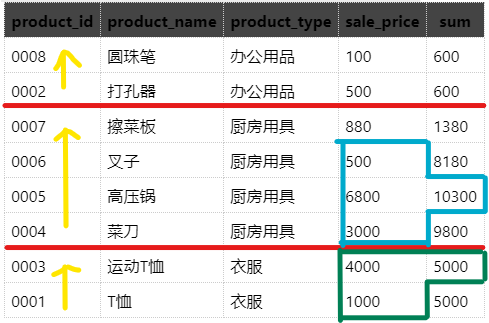 product_id product_name product_type sale_price sum
0008 圆珠笔 办公用品 100 600
0002 打孔器 办公用品 500 600
0007 擦菜板 厨房用具 880 1380
0006 叉子 厨房用具 500 8180
0005 高压锅 厨房用具 6800 10300
0004 菜刀 厨房用具 3000 9800
0003 运动T恤 衣服 4000 5000
0001 T恤 衣服 1000 5000